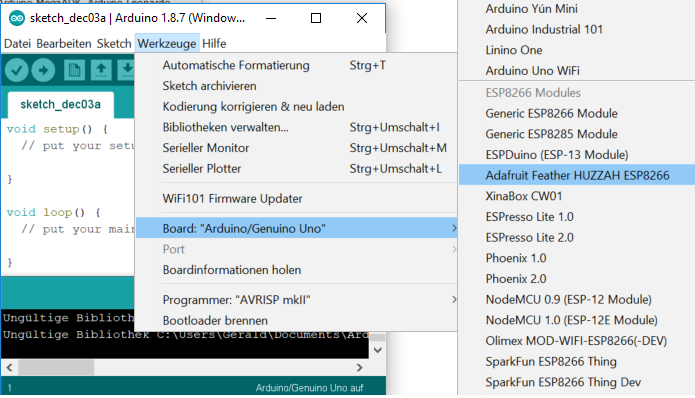 sketch_dec03a | Arduino 1.8.7 (Window...
Datei Bearbeiten Sketch Werkzeuge Hilfe
sketch_dec03a
void setup() {
// put your setu
}
void loop() {
// put your main
}
Ungültige Bibliothe
Ungültige Bibliothek C:\Users\Gerald\Documents\Ard
1
Arduino/Genuino Uno auf
Automatische Formatierung Strg+T
Sketch archivieren
Kodierung korrigieren & neu laden
Bibliotheken verwalten... Strg+Umschalt+I
Serieller Monitor Strg+Umschalt+M
Serieller Plotter Strg+Umschalt+L
WiFi101 Firmware Updater
Board: "Arduino/Genuino Uno"
Port
Boardinformationen holen
Programmer: "AVRISP mkII"
Bootloader brennen
Arduino Yún Mini
Arduino Industrial 101
Linino One
Arduino Uno WiFi
ESP8266 Modules
Generic ESP8266 Module
Generic ESP8285 Module
ESPDuino (ESP-13 Module)
Adafruit Feather HUZZAH ESP8266
XinaBox CW01
ESPresso Lite 1.0
ESPresso Lite 2.0
Phoenix 1.0
Phoenix 2.0
NodeMCU 0.9 (ESP-12 Module)
NodeMCU 1.0 (ESP-12E Module)
Olimex MOD-WIFI-ESP8266(-DEV)
SparkFun ESP8266 Thing
SparkFun ESP8266 Thing Dev